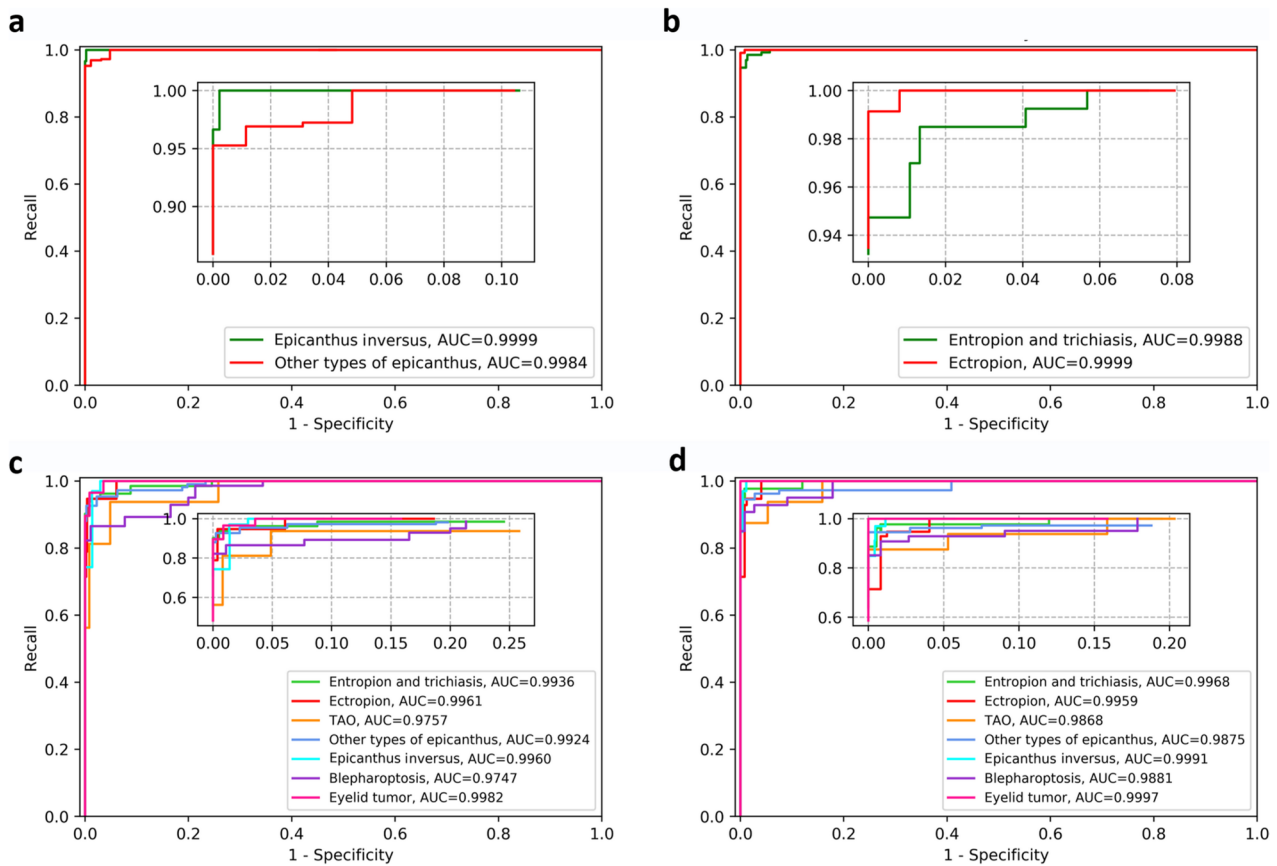 a
1.0
0.8
0.6
0.4
0.2
0.0
Recall
1.00
0.95
0.90
0.00 0.02 0.04 0.06 0.08 0.10
Epicanthus inversus, AUC=0.9999
Other types of epicanthus, AUC=0.9984
0.0 0.2 0.4 0.6 0.8 1.0
1 - Specificity
b
1.0
0.8
0.6
0.4
0.2
0.0
Recall
1.00
0.98
0.96
0.94
0.00 0.02 0.04 0.06 0.08
Entropion and trichiasis, AUC=0.9988
Ectropion, AUC=0.9999
0.0 0.2 0.4 0.6 0.8 1.0
1 - Specificity
c
1.0
0.8
0.6
0.4
0.2
0.0
Recall
1.0
0.8
0.6
0.00 0.05 0.10 0.15 0.20 0.25
Entropion and trichiasis, AUC=0.9936
Ectropion, AUC=0.9961
TAO, AUC=0.9757
Other types of epicanthus, AUC=0.9924
Epicanthus inversus, AUC=0.9960
Blepharoptosis, AUC=0.9747
Eyelid tumor, AUC=0.9982
0.0 0.2 0.4 0.6 0.8 1.0
1 - Specificity
d
1.0
0.8
0.6
0.4
0.2
0.0
Recall
1.0
0.8
0.6
0.00 0.05 0.10 0.15 0.20
Entropion and trichiasis, AUC=0.9968
Ectropion, AUC=0.9959
TAO, AUC=0.9868
Other types of epicanthus, AUC=0.9875
Epicanthus inversus, AUC=0.9991
Blepharoptosis, AUC=0.9881
Eyelid tumor, AUC=0.9997
0.0 0.2 0.4 0.6 0.8 1.0
1 - Specificity